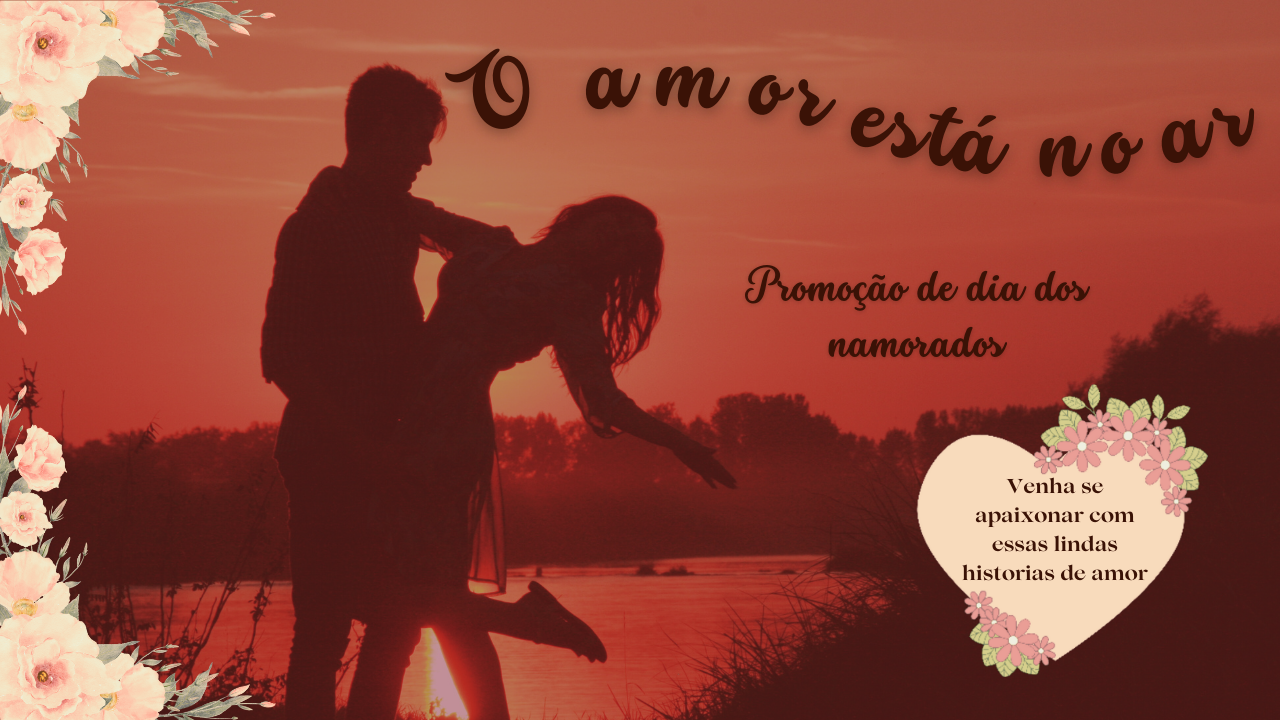 O amor está no ar
Promoção de dia dos
namorados
Venha se
apaixonar com
essas lindas
historias de amor